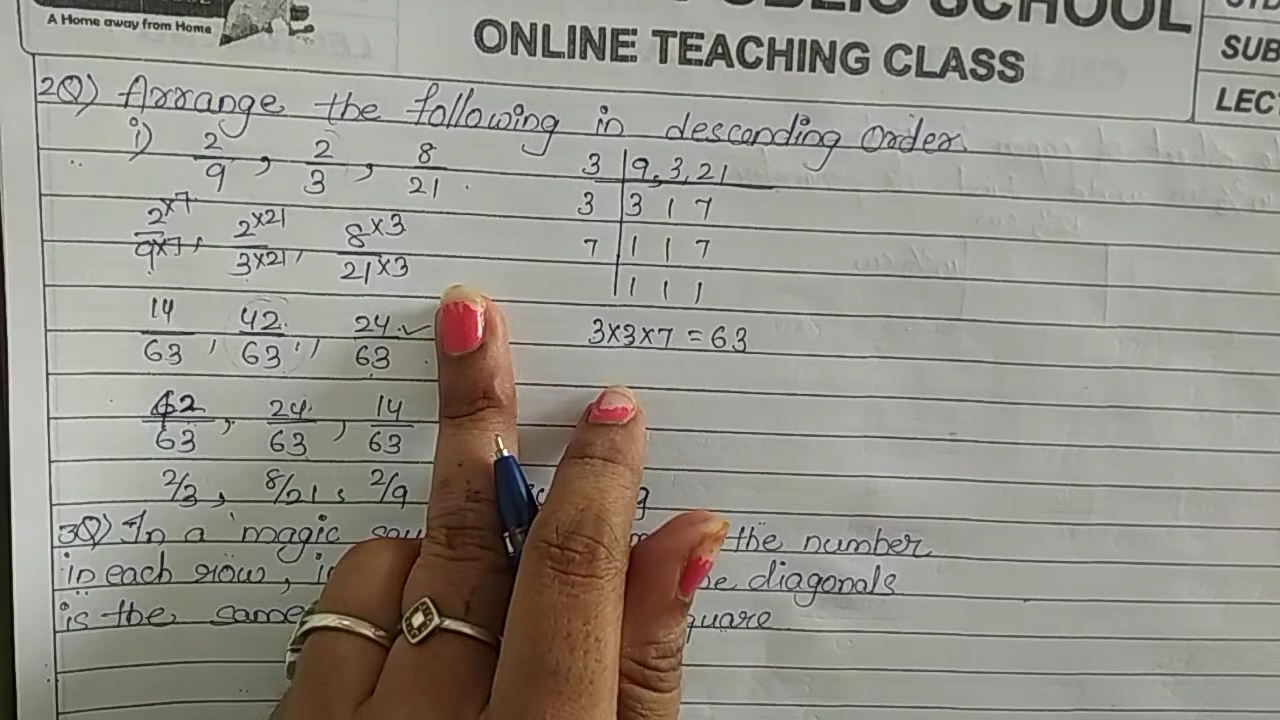 A Home away from Home
PUBLIC SCHOOL
ONLINE TEACHING CLASS
SUB
LECT
2Q) Arrange the following in descanding order.
i) 2/9, 2/3, 8/21.
3 | 9, 3, 21
3 | 3 1 7
7 | 1 1 7
1 1 1
2×7/9×7, 2×21/3×21, 8×3/21×3
14/63, 42/63, 24/63
3×3×7 = 63
42/63, 24/63, 14/63
2/3, 8/21, 2/9
3Q) In a magic the number
in each row, diagonals
is the same